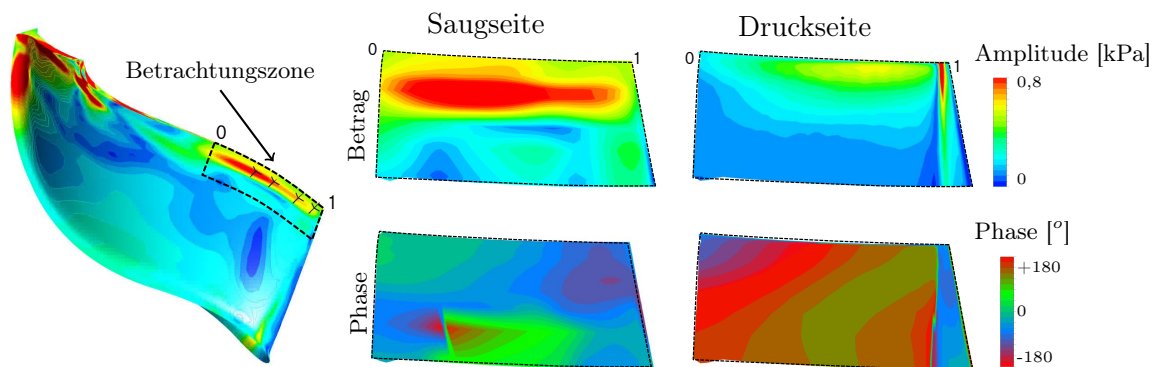 Saugseite
Druckseite
Betrachtungszone
0
1
0
1
0
1
Betrag
Amplitude [kPa]
0,8
0
Phase
Phase [°]
+180
0
-180